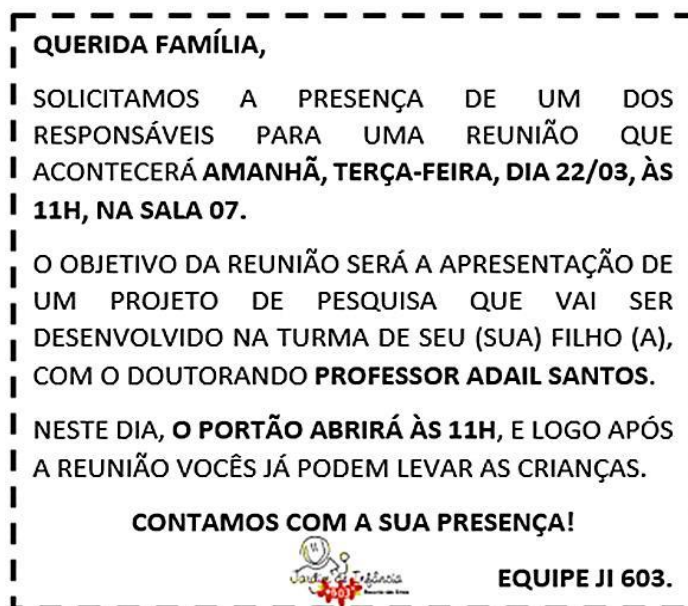 QUERIDA FAMÍLIA,
SOLICITAMOS A PRESENÇA DE UM DOS
RESPONSÁVEIS PARA UMA REUNIÃO QUE
ACONTECERÁ AMANHÃ, TERÇA-FEIRA, DIA 22/03, ÀS
11H, NA SALA 07.
O OBJETIVO DA REUNIÃO SERÁ A APRESENTAÇÃO DE
UM PROJETO DE PESQUISA QUE VAI SER
DESENVOLVIDO NA TURMA DE SEU (SUA) FILHO (A),
COM O DOUTORANDO PROFESSOR ADAIL SANTOS.
NESTE DIA, O PORTÃO ABRIRÁ ÀS 11H, E LOGO APÓS
A REUNIÃO VOCÊS JÁ PODEM LEVAR AS CRIANÇAS.
CONTAMOS COM A SUA PRESENÇA!
Jardim de Infância
603
EQUIPE JI 603.